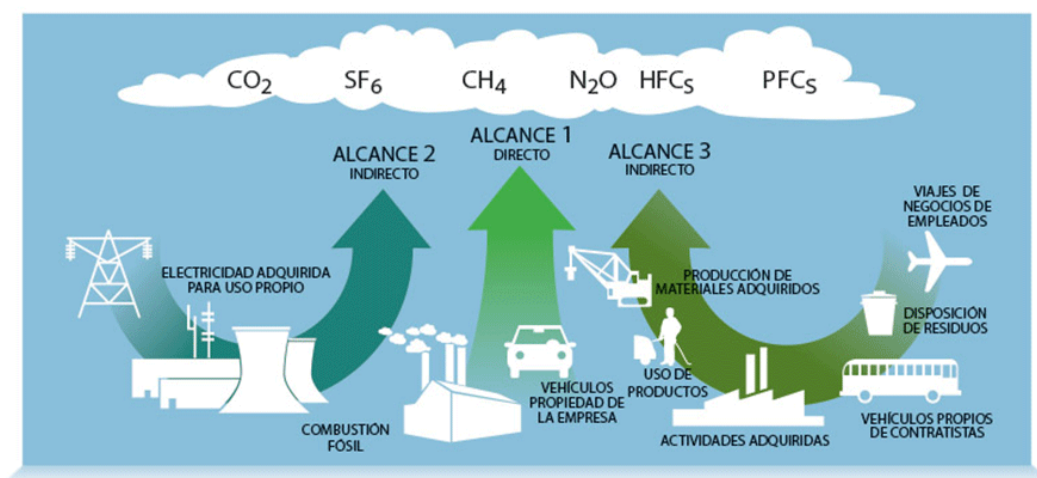 CO2 SF6 CH4 N2O HFCS PFCS
ALCANCE 2
INDIRECTO
ALCANCE 1
DIRECTO
ALCANCE 3
INDIRECTO
ELECTRICIDAD ADQUIRIDA
PARA USO PROPIO
COMBUSTIÓN
FÓSIL
VEHÍCULOS
PROPIEDAD DE
LA EMPRESA
PRODUCCIÓN DE
MATERIALES ADQUIRIDOS
USO DE
PRODUCTOS
ACTIVIDADES ADQUIRIDAS
VIAJES DE
NEGOCIOS DE
EMPLEADOS
DISPOSICIÓN
DE RESIDUOS
VEHÍCULOS PROPIOS
DE CONTRATISTAS